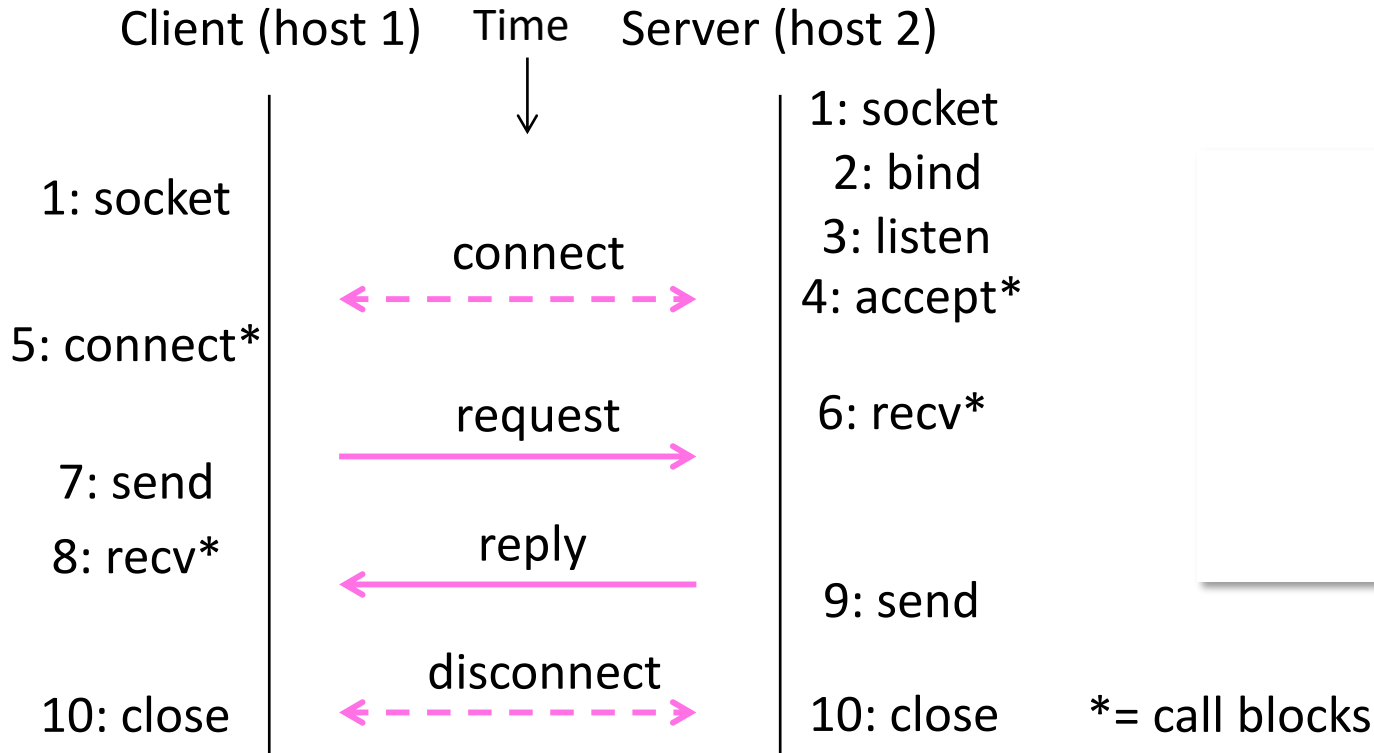 Client (host 1) Time Server (host 2)
1: socket
2: bind
1: socket
3: listen
connect
4: accept*
5: connect*
request
6: recv*
7: send
reply
8: recv*
9: send
disconnect
10: close
10: close
*= call blocks